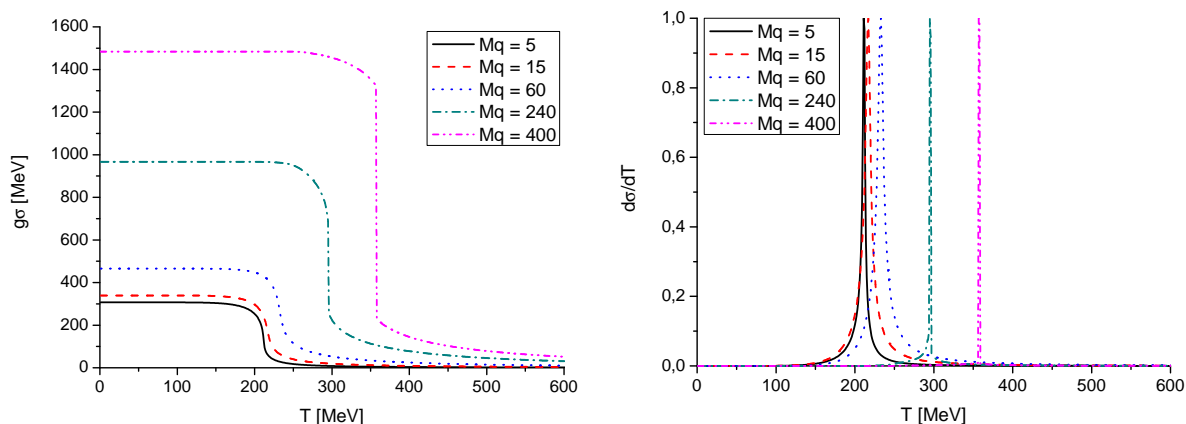 1600
1400
1200
1000
800
600
400
200
0
gσ [MeV]
0 100 200 300 400 500 600
T [MeV]
Mq = 5
Mq = 15
Mq = 60
Mq = 240
Mq = 400
1,0
0,8
0,6
0,4
0,2
0,0
dσ/dT
0 100 200 300 400 500 600
T [MeV]
Mq = 5
Mq = 15
Mq = 60
Mq = 240
Mq = 400